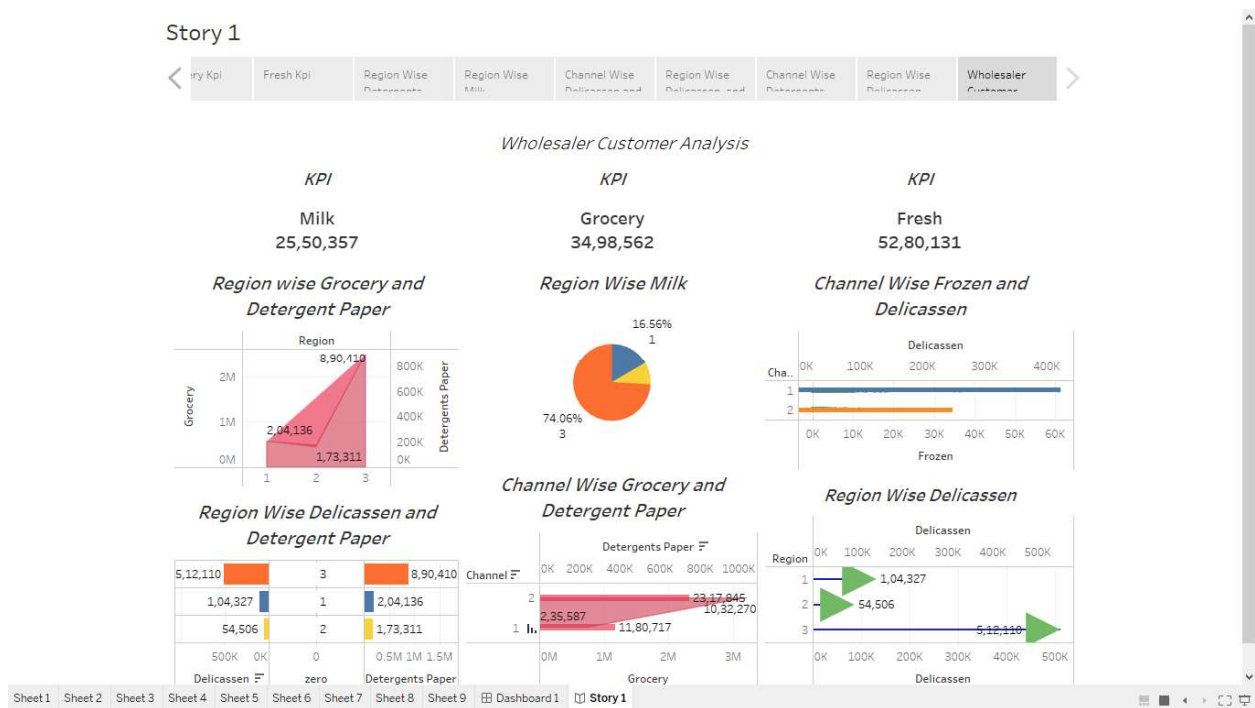 Story 1
ry Kpi
Fresh Kpi
Region Wise
Detergents
Region Wise
Milk
Channel Wise
Delicassen and
Region Wise
Delicassen and
Channel Wise
Detergents
Region Wise
Delicassen
Wholesaler
Customer
Wholesaler Customer Analysis
KPI
KPI
KPI
Milk
25,50,357
Grocery
34,98,562
Fresh
52,80,131
Region wise Grocery and
Detergent Paper
Region
8,90,410
2M
1M
0M
Grocery
2,04,136
1,73,311
800K
600K
400K
200K
0K
Detergents Paper
1 2 3
Region Wise Milk
16.56%
1
74.06%
3
Channel Wise Frozen and
Delicassen
Delicassen
Cha..
0K 100K 200K 300K 400K
1
2
0K 10K 20K 30K 40K 50K 60K
Frozen
Region Wise Delicassen and
Detergent Paper
5,12,110 3 8,90,410
1,04,327 1 2,04,136
54,506 2 1,73,311
500K 0K 0 0.5M 1M 1.5M
Delicassen zero Detergents Paper
Channel Wise Grocery and
Detergent Paper
Detergents Paper
Channel
0K 200K 400K 600K 800K 1000K
2 23,17,845
10,32,270
2,35,587
1 11,80,717
0M 1M 2M 3M
Grocery
Region Wise Delicassen
Delicassen
Region
0K 100K 200K 300K 400K 500K
1 1,04,327
2 54,506
3 5,12,110
0K 100K 200K 300K 400K 500K
Delicassen
Sheet 1 Sheet 2 Sheet 3 Sheet 4 Sheet 5 Sheet 6 Sheet 7 Sheet 8 Sheet 9 Dashboard 1 Story 1